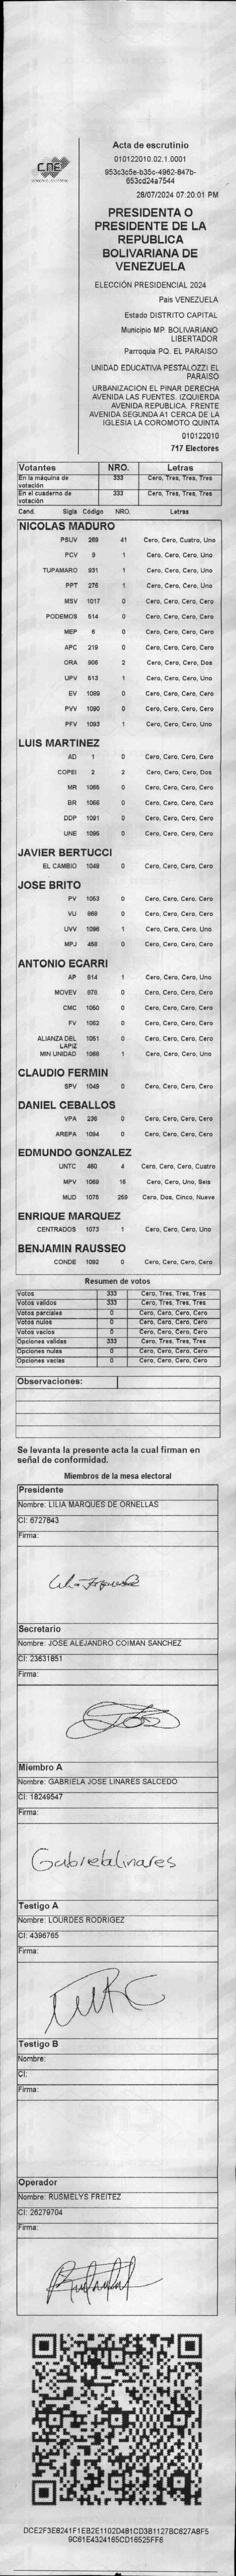 CNE
Acta de escrutinio
010122010.02.1.0001
953c3c5e-b35c-4962-847b-
653cd24a7544
28/07/2024 07:20:01 PM
PRESIDENTA O
PRESIDENTE DE LA
REPUBLICA
BOLIVARIANA DE
VENEZUELA
ELECCIÓN PRESIDENCIAL 2024
Pais VENEZUELA
Estado DISTRITO CAPITAL
Municipio MP. BOLIVARIANO
LIBERTADOR
Parroquia PQ. EL PARAISO
UNIDAD EDUCATIVA PESTALOZZI EL
PARAISO
URBANIZACION EL PINAR DERECHA
AVENIDA LAS FUENTES. IZQUIERDA
AVENIDA REPUBLICA. FRENTE
AVENIDA SEGUNDA A1 CERCA DE LA
IGLESIA LA COROMOTO QUINTA
010122010
717 Electores
Votantes NRO. Letras
En la máquina de votación 333 Cero, Tres, Tres, Tres
En el cuaderno de votación 333 Cero, Tres, Tres, Tres
Cand. Sigla Código NRO. Letras
NICOLAS MADURO
PSUV 269 41 Cero, Cero, Cuatro, Uno
PCV 9 1 Cero, Cero, Cero, Uno
TUPAMARO 931 1 Cero, Cero, Cero, Uno
PPT 276 1 Cero, Cero, Cero, Uno
MSV 1017 0 Cero, Cero, Cero, Cero
PODEMOS 514 0 Cero, Cero, Cero, Cero
MEP 6 0 Cero, Cero, Cero, Cero
APC 219 0 Cero, Cero, Cero, Cero
ORA 906 2 Cero, Cero, Cero, Dos
UPV 513 1 Cero, Cero, Cero, Uno
EV 1089 0 Cero, Cero, Cero, Cero
PVV 1090 0 Cero, Cero, Cero, Cero
PFV 1093 1 Cero, Cero, Cero, Uno
LUIS MARTINEZ
AD 1 0 Cero, Cero, Cero, Cero
COPEI 2 2 Cero, Cero, Cero, Dos
MR 1065 0 Cero, Cero, Cero, Cero
BR 1066 0 Cero, Cero, Cero, Cero
DDP 1091 0 Cero, Cero, Cero, Cero
UNE 1095 0 Cero, Cero, Cero, Cero
JAVIER BERTUCCI
EL CAMBIO 1048 0 Cero, Cero, Cero, Cero
JOSE BRITO
PV 1053 0 Cero, Cero, Cero, Cero
VU 868 0 Cero, Cero, Cero, Cero
UVV 1096 1 Cero, Cero, Cero, Uno
MPJ 458 0 Cero, Cero, Cero, Cero
ANTONIO ECARRI
AP 814 1 Cero, Cero, Cero, Uno
MOVEV 878 0 Cero, Cero, Cero, Cero
CMC 1050 0 Cero, Cero, Cero, Cero
FV 1062 0 Cero, Cero, Cero, Cero
ALIANZA DEL LAPIZ 1051 0 Cero, Cero, Cero, Cero
MIN UNIDAD 1068 1 Cero, Cero, Cero, Uno
CLAUDIO FERMIN
SPV 1049 0 Cero, Cero, Cero, Cero
DANIEL CEBALLOS
VPA 236 0 Cero, Cero, Cero, Cero
AREPA 1094 0 Cero, Cero, Cero, Cero
EDMUNDO GONZALEZ
UNTC 460 4 Cero, Cero, Cero, Cuatro
MPV 1069 16 Cero, Cero, Uno, Seis
MUD 1075 259 Cero, Dos, Cinco, Nueve
ENRIQUE MARQUEZ
CENTRADOS 1073 1 Cero, Cero, Cero, Uno
BENJAMIN RAUSSEO
CONDE 1092 0 Cero, Cero, Cero, Cero
Resumen de votos
Votos 333 Cero, Tres, Tres, Tres
Votos validos 333 Cero, Tres, Tres, Tres
Votos parciales 0 Cero, Cero, Cero, Cero
Votos nulos 0 Cero, Cero, Cero, Cero
Votos vacios 0 Cero, Cero, Cero, Cero
Opciones validas 333 Cero, Tres, Tres, Tres
Opciones nulas 0 Cero, Cero, Cero, Cero
Opciones vacias 0 Cero, Cero, Cero, Cero
Observaciones:
Se levanta la presente acta la cual firman en
señal de conformidad.
Miembros de la mesa electoral
Presidente
Nombre: LILIA MARQUES DE ORNELLAS
CI: 6727843
Firma:
Secretario
Nombre: JOSE ALEJANDRO COIMAN SANCHEZ
CI: 23631851
Firma:
Miembro A
Nombre: GABRIELA JOSE LINARES SALCEDO
CI: 18249547
Firma:
Gabriela Linares
Testigo A
Nombre: LOURDES RODRIGEZ
CI: 4396765
Firma:
Testigo B
Nombre:
CI:
Firma:
Operador
Nombre: RUSMELYS FREITEZ
CI: 26279704
Firma:
DCE2F3E8241F1EB2E1102D481CD3B1127BC627A8F5
9C61E4324165CD16525FF6